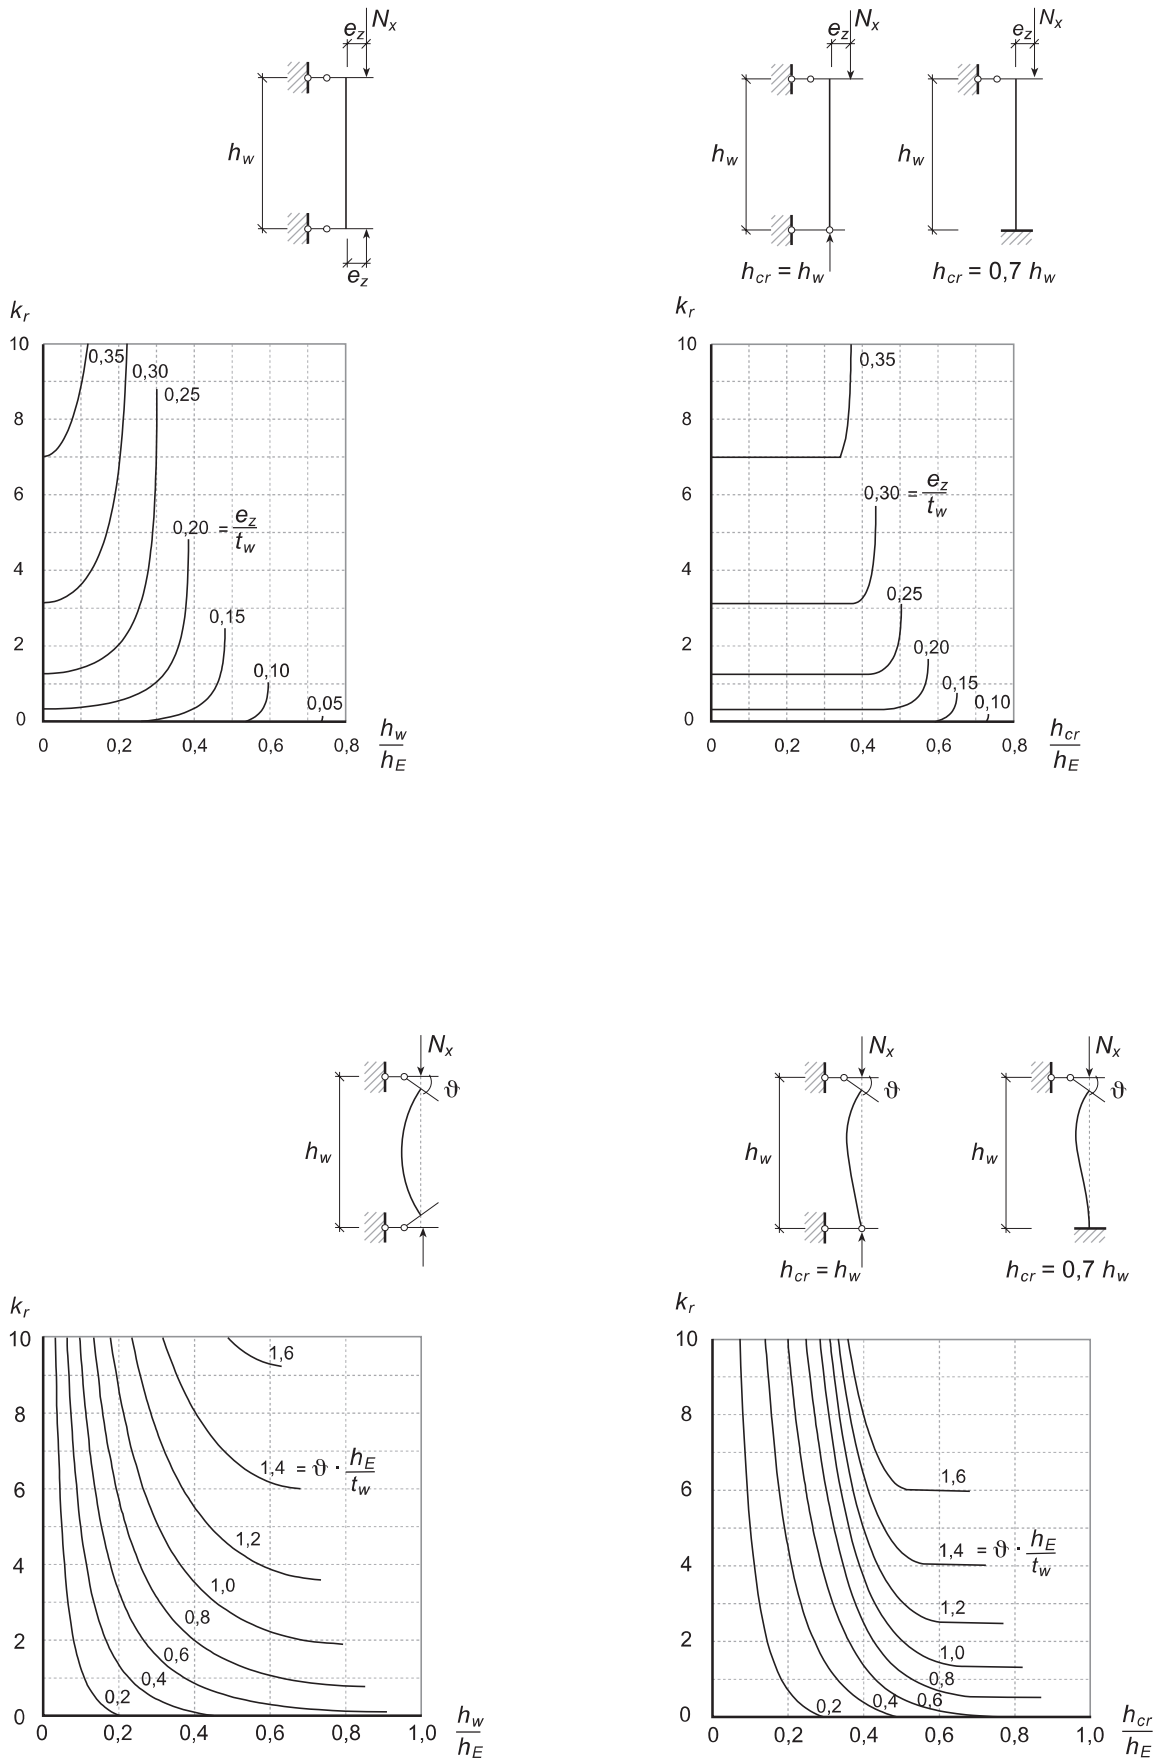 N_x
e_z
h_w
e_z
k_r
10
8
6
4
2
0
0,35
0,30
0,25
0,20 = e_z / t_w
0,15
0,10
0,05
0 0,2 0,4 0,6 0,8
h_w / h_E
N_x N_x
e_z e_z
h_w h_w
h_cr = h_w h_cr = 0,7 h_w
k_r
10
8
6
4
2
0
0,35
0,30 = e_z / t_w
0,25
0,20
0,15
0,10
0 0,2 0,4 0,6 0,8
h_cr / h_E
N_x
ϑ
h_w
k_r
10
8
6
4
2
0
1,6
1,4 = ϑ · h_E / t_w
1,2
1,0
0,8
0,6
0,4
0,2
0 0,2 0,4 0,6 0,8 1,0
h_w / h_E
N_x N_x
ϑ ϑ
h_w h_w
h_cr = h_w h_cr = 0,7 h_w
k_r
10
8
6
4
2
0
1,6
1,4 = ϑ · h_E / t_w
1,2
1,0
0,8
0,2 0,4 0,6
0 0,2 0,4 0,6 0,8 1,0
h_cr / h_E